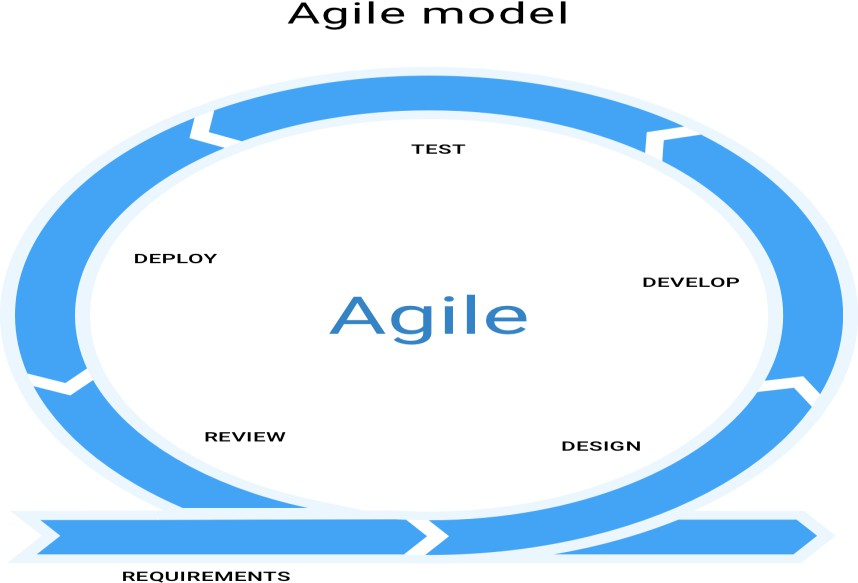 Agile model
TEST
DEPLOY
DEVELOP
Agile
REVIEW
DESIGN
REQUIREMENTS